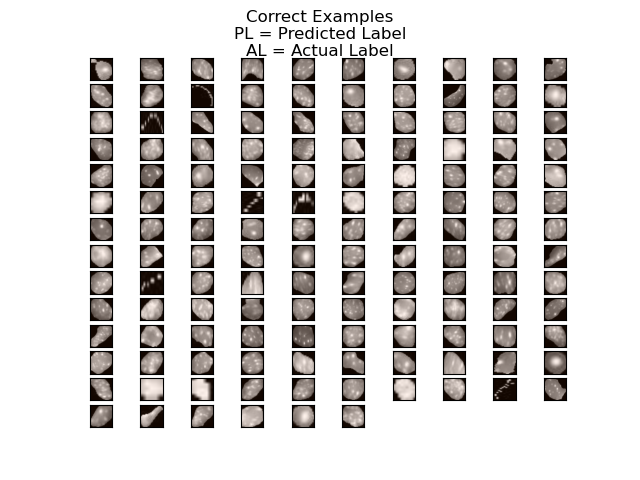 Correct Examples
PL = Predicted Label
AL = Actual Label